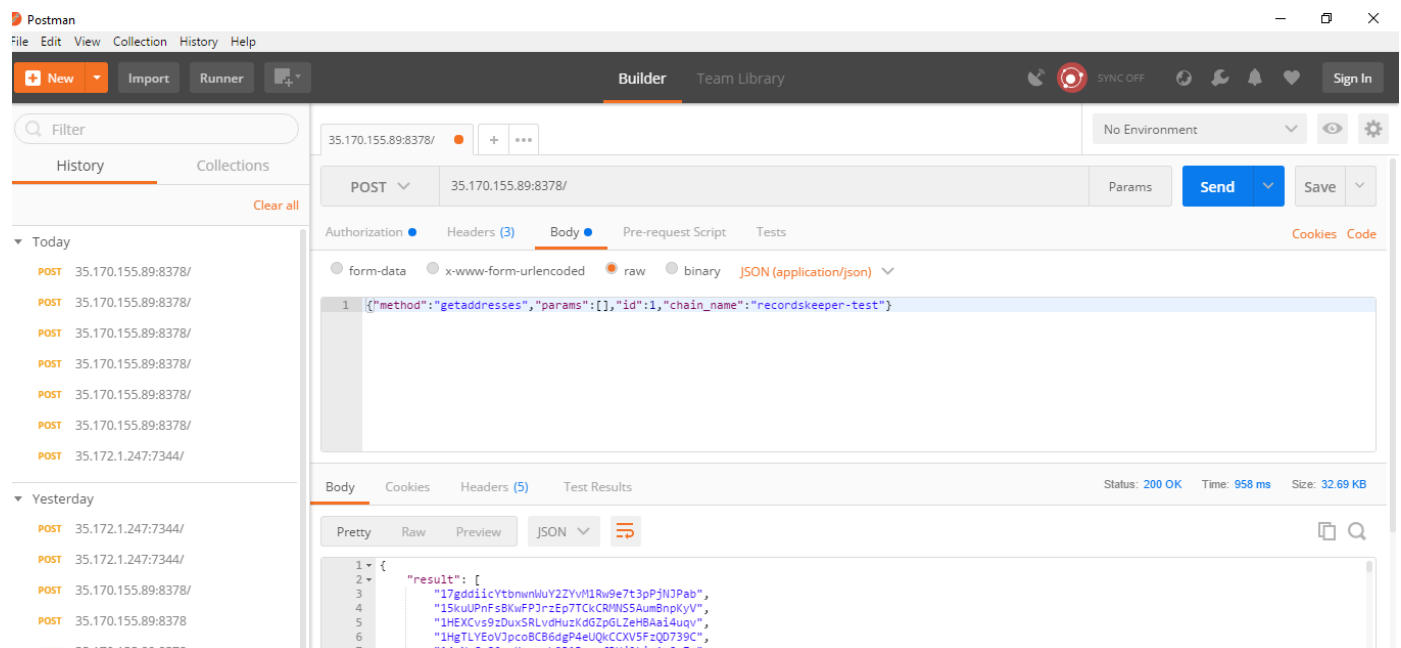 Postman
File Edit View Collection History Help
New Import Runner Builder Team Library SYNC OFF Sign In
Filter
History Collections
Clear all
Today
POST 35.170.155.89:8378/
POST 35.170.155.89:8378/
POST 35.170.155.89:8378/
POST 35.170.155.89:8378/
POST 35.170.155.89:8378/
POST 35.170.155.89:8378/
POST 35.172.1.247:7344/
Yesterday
POST 35.172.1.247:7344/
POST 35.172.1.247:7344/
POST 35.170.155.89:8378/
POST 35.170.155.89:8378
35.170.155.89:8378/ + •••
No Environment
POST 35.170.155.89:8378/ Params Send Save
Authorization Headers (3) Body Pre-request Script Tests Cookies Code
form-data x-www-form-urlencoded raw binary JSON (application/json)
1 {"method":"getaddresses","params":[],"id":1,"chain_name":"recordskeeper-test"}
Body Cookies Headers (5) Test Results Status: 200 OK Time: 958 ms Size: 32.69 KB
Pretty Raw Preview JSON
1 {
2 "result": [
3 "17gddiicYtbnwnWuY2ZYvM1Rw9e7t3pPjNJPab",
4 "15kuUPnFsBKwFPJrzEp7TCkCRMNS5AumBnpKyV",
5 "1HEXCvs9zDuxSRLvdHuzKdGZpGLZeHBAai4uqv",
6 "1HgTLYEoVJpcoBCB6dgP4eUQkCCXV5FzQD739C",